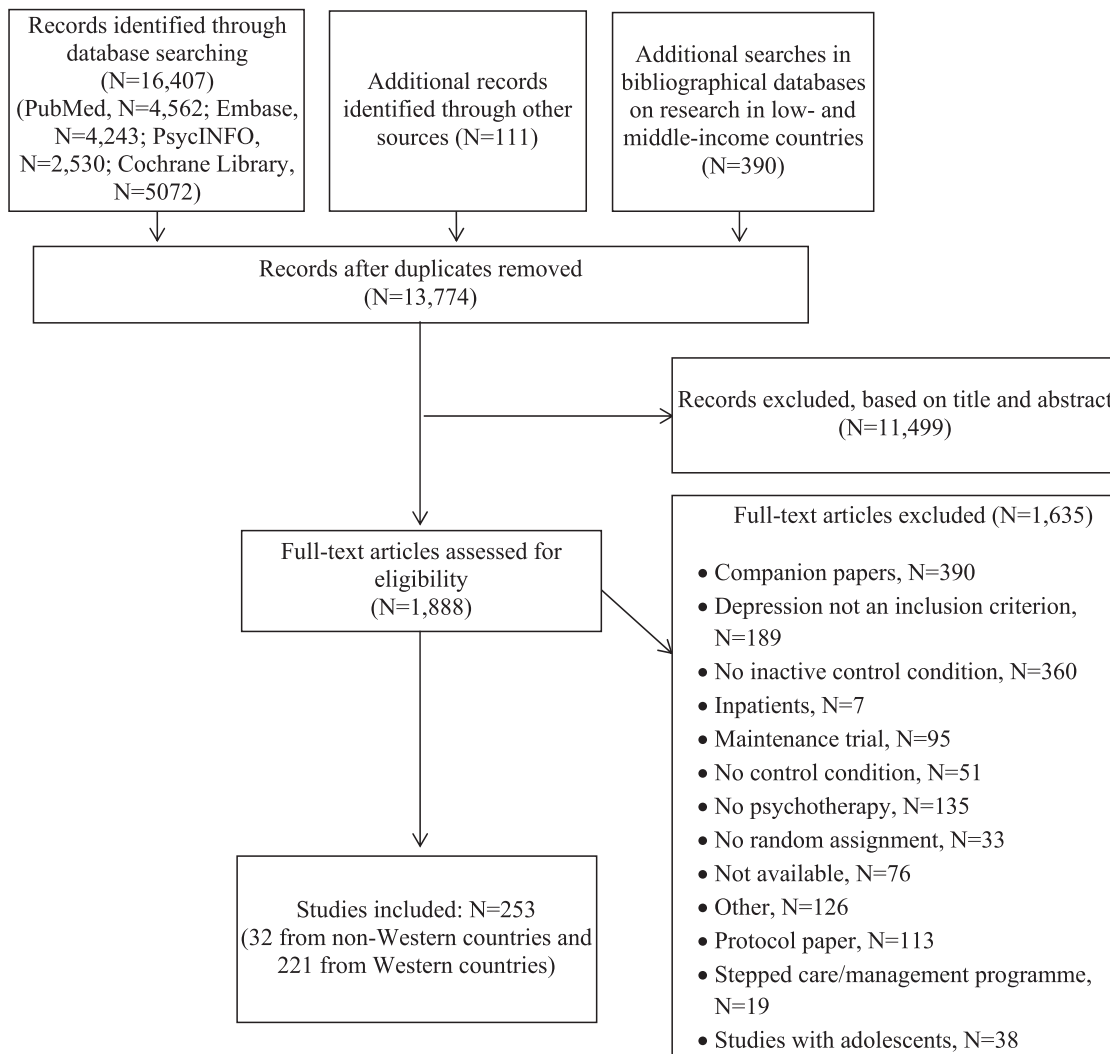 Records identified through
database searching
(N=16,407)
(PubMed, N=4,562; Embase,
N=4,243; PsycINFO,
N=2,530; Cochrane Library,
N=5072)
Additional records
identified through other
sources (N=111)
Additional searches in
bibliographical databases
on research in low- and
middle-income countries
(N=390)
Records after duplicates removed
(N=13,774)
Records excluded, based on title and abstract
(N=11,499)
Full-text articles assessed for
eligibility
(N=1,888)
Full-text articles excluded (N=1,635)
• Companion papers, N=390
• Depression not an inclusion criterion,
N=189
• No inactive control condition, N=360
• Inpatients, N=7
• Maintenance trial, N=95
• No control condition, N=51
• No psychotherapy, N=135
• No random assignment, N=33
• Not available, N=76
• Other, N=126
• Protocol paper, N=113
• Stepped care/management programme,
N=19
• Studies with adolescents, N=38
Studies included: N=253
(32 from non-Western countries and
221 from Western countries)